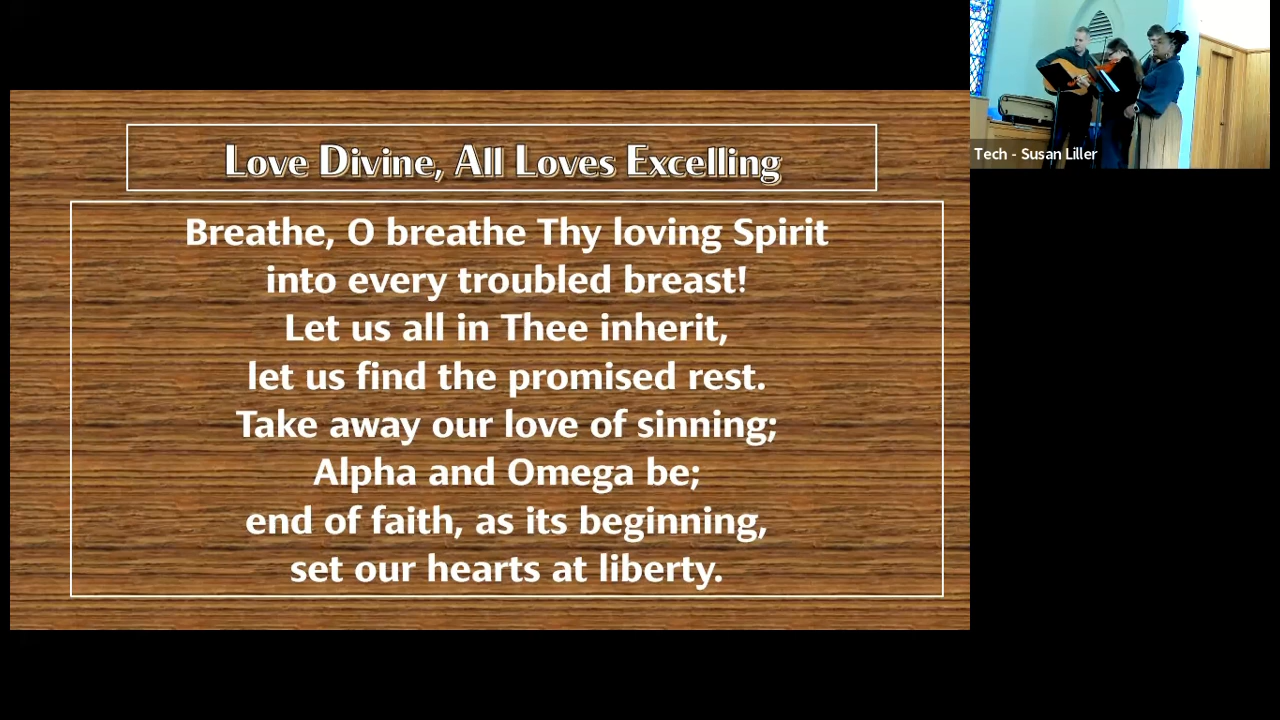 Love Divine, All Loves Excelling
Breathe, O breathe Thy loving Spirit
into every troubled breast!
Let us all in Thee inherit,
let us find the promised rest.
Take away our love of sinning;
Alpha and Omega be;
end of faith, as its beginning,
set our hearts at liberty.
Tech - Susan Liller